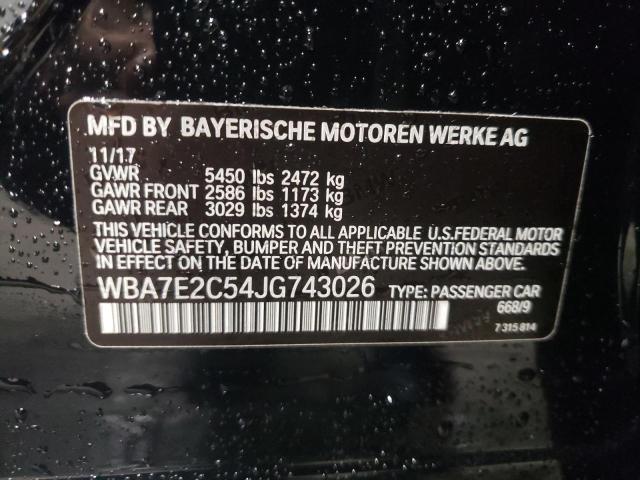 MFD BY BAYERISCHE MOTOREN WERKE AG
11/17
GVWR 5450 lbs 2472 kg
GAWR FRONT 2586 lbs 1173 kg
GAWR REAR 3029 lbs 1374 kg
THIS VEHICLE CONFORMS TO ALL APPLICABLE U.S.FEDERAL MOTOR
VEHICLE SAFETY, BUMPER AND THEFT PREVENTION STANDARDS
IN EFFECT ON THE DATE OF MANUFACTURE SHOWN ABOVE.
WBA7E2C54JG743026 TYPE: PASSENGER CAR
668/9
7 315 814